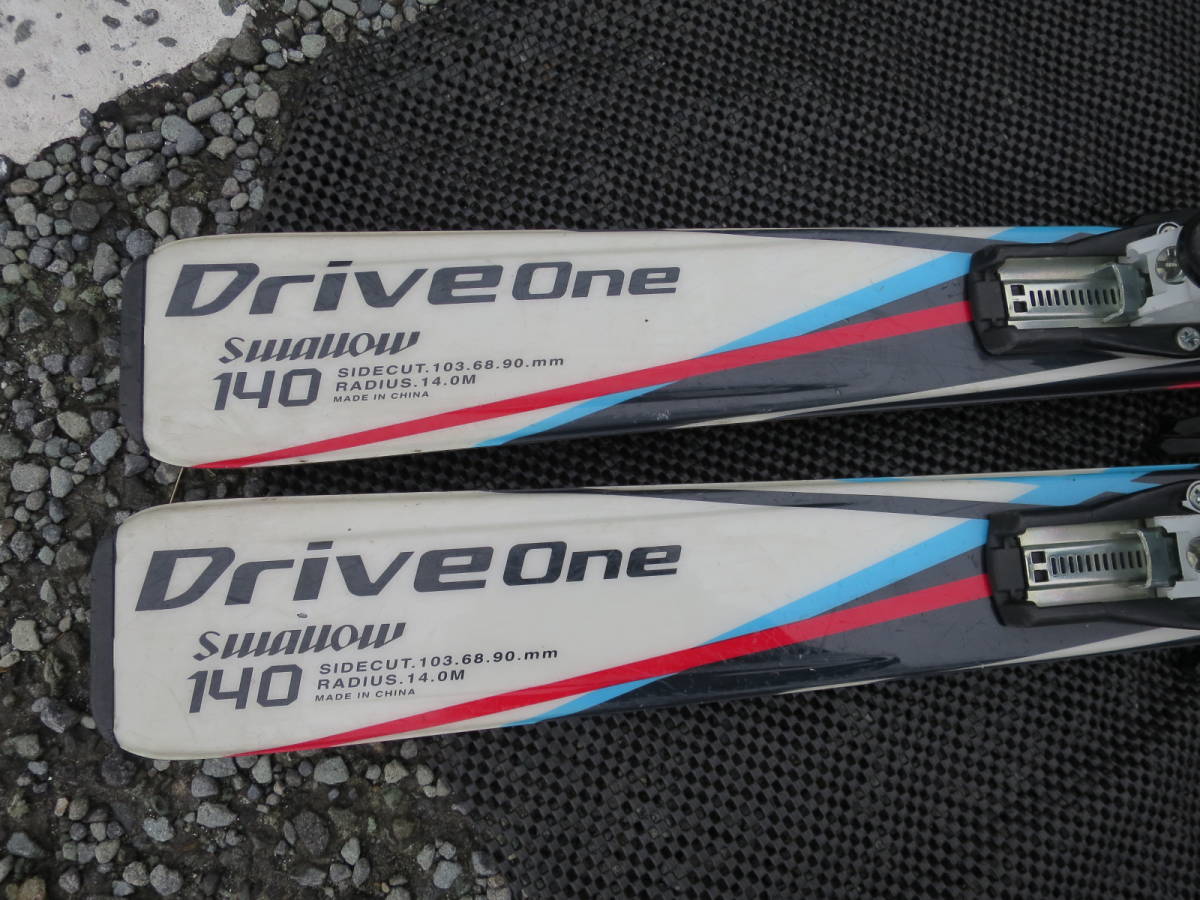 Drive One
Swallow
140
SIDECUT.103.68.90.mm
RADIUS.14.0M
MADE IN CHINA
Drive One
Swallow
140
SIDECUT.103.68.90.mm
RADIUS.14.0M
MADE IN CHINA